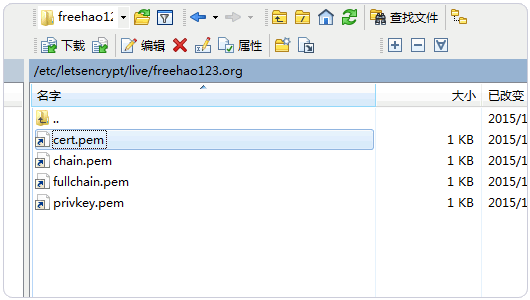 freehao12 查找文件
下载 编辑 属性
/etc/letsencrypt/live/freehao123.org
名字 大小 已改变
.. 2015/1
cert.pem 1 KB 2015/1
chain.pem 1 KB 2015/1
fullchain.pem 1 KB 2015/1
privkey.pem 1 KB 2015/1